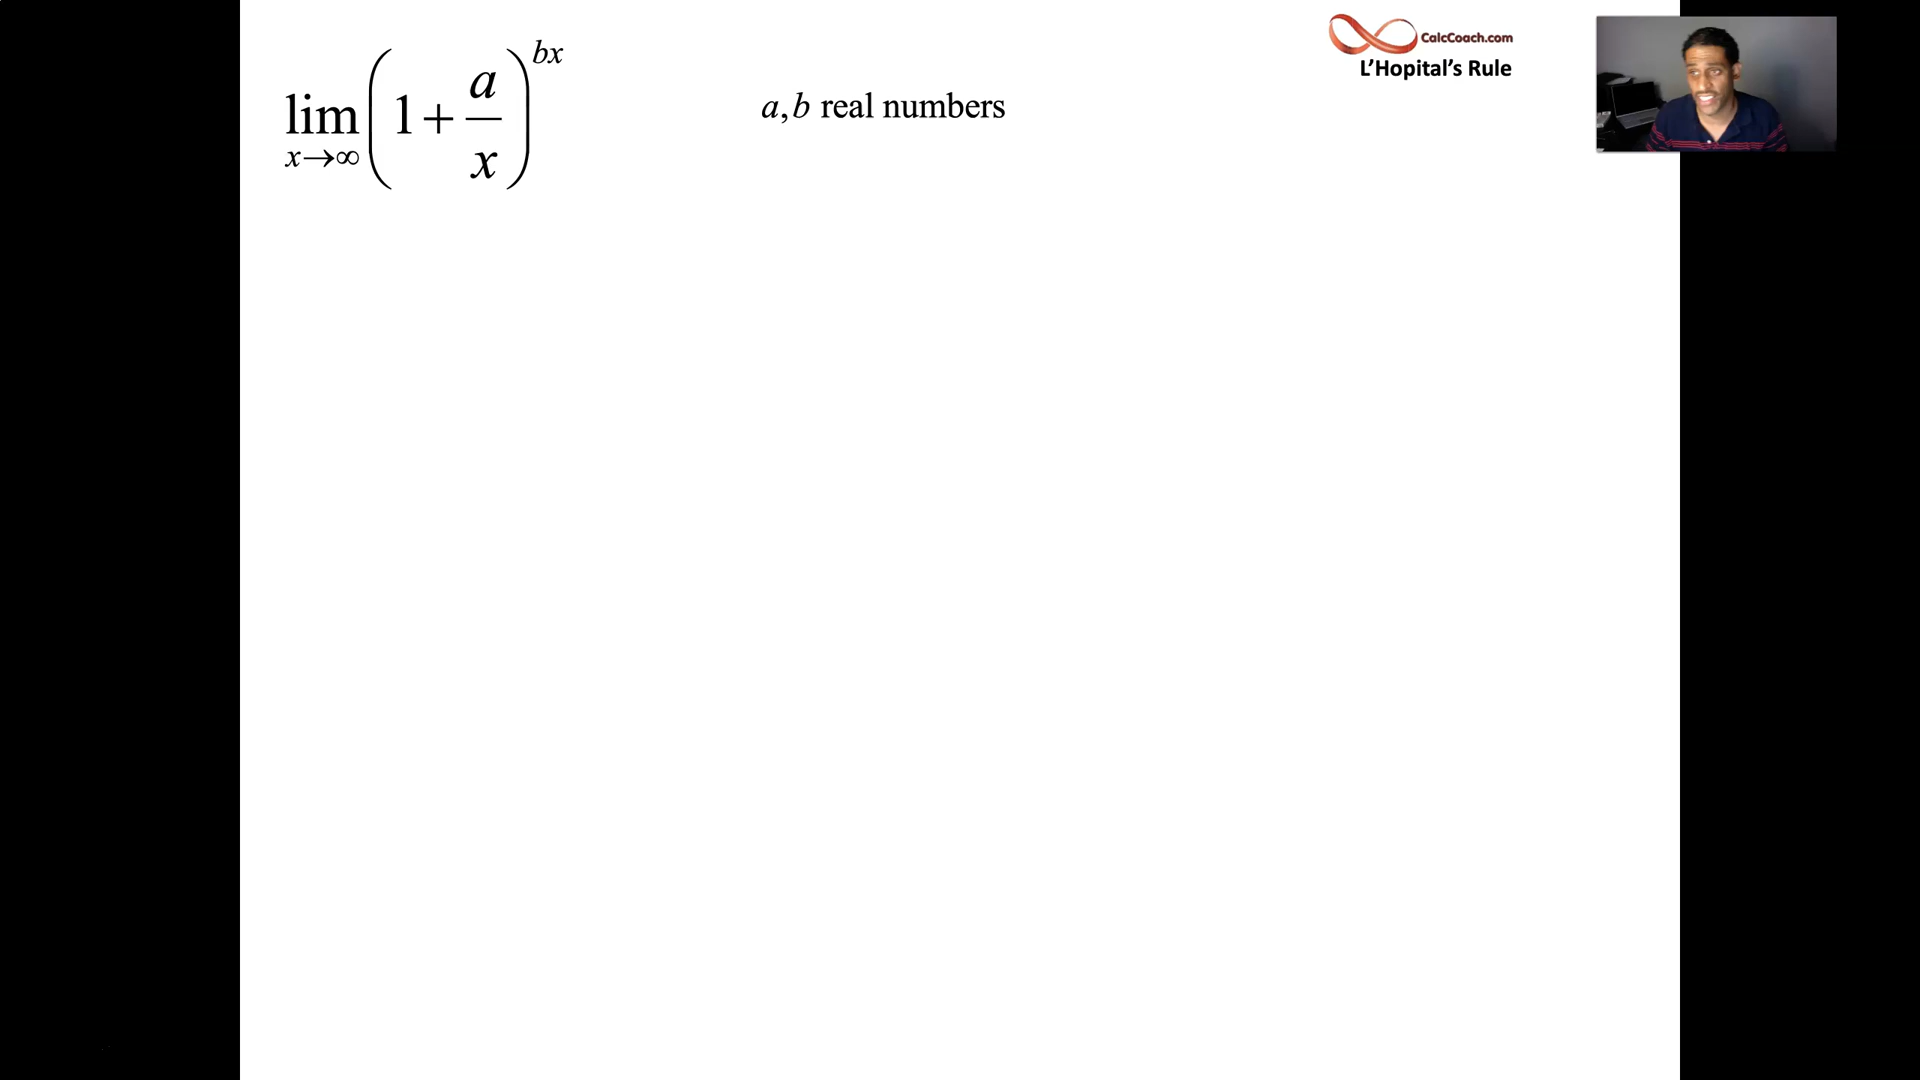 lim x→∞ (1 + a/x)^bx
a, b real numbers
CalcCoach.com
L'Hopital's Rule